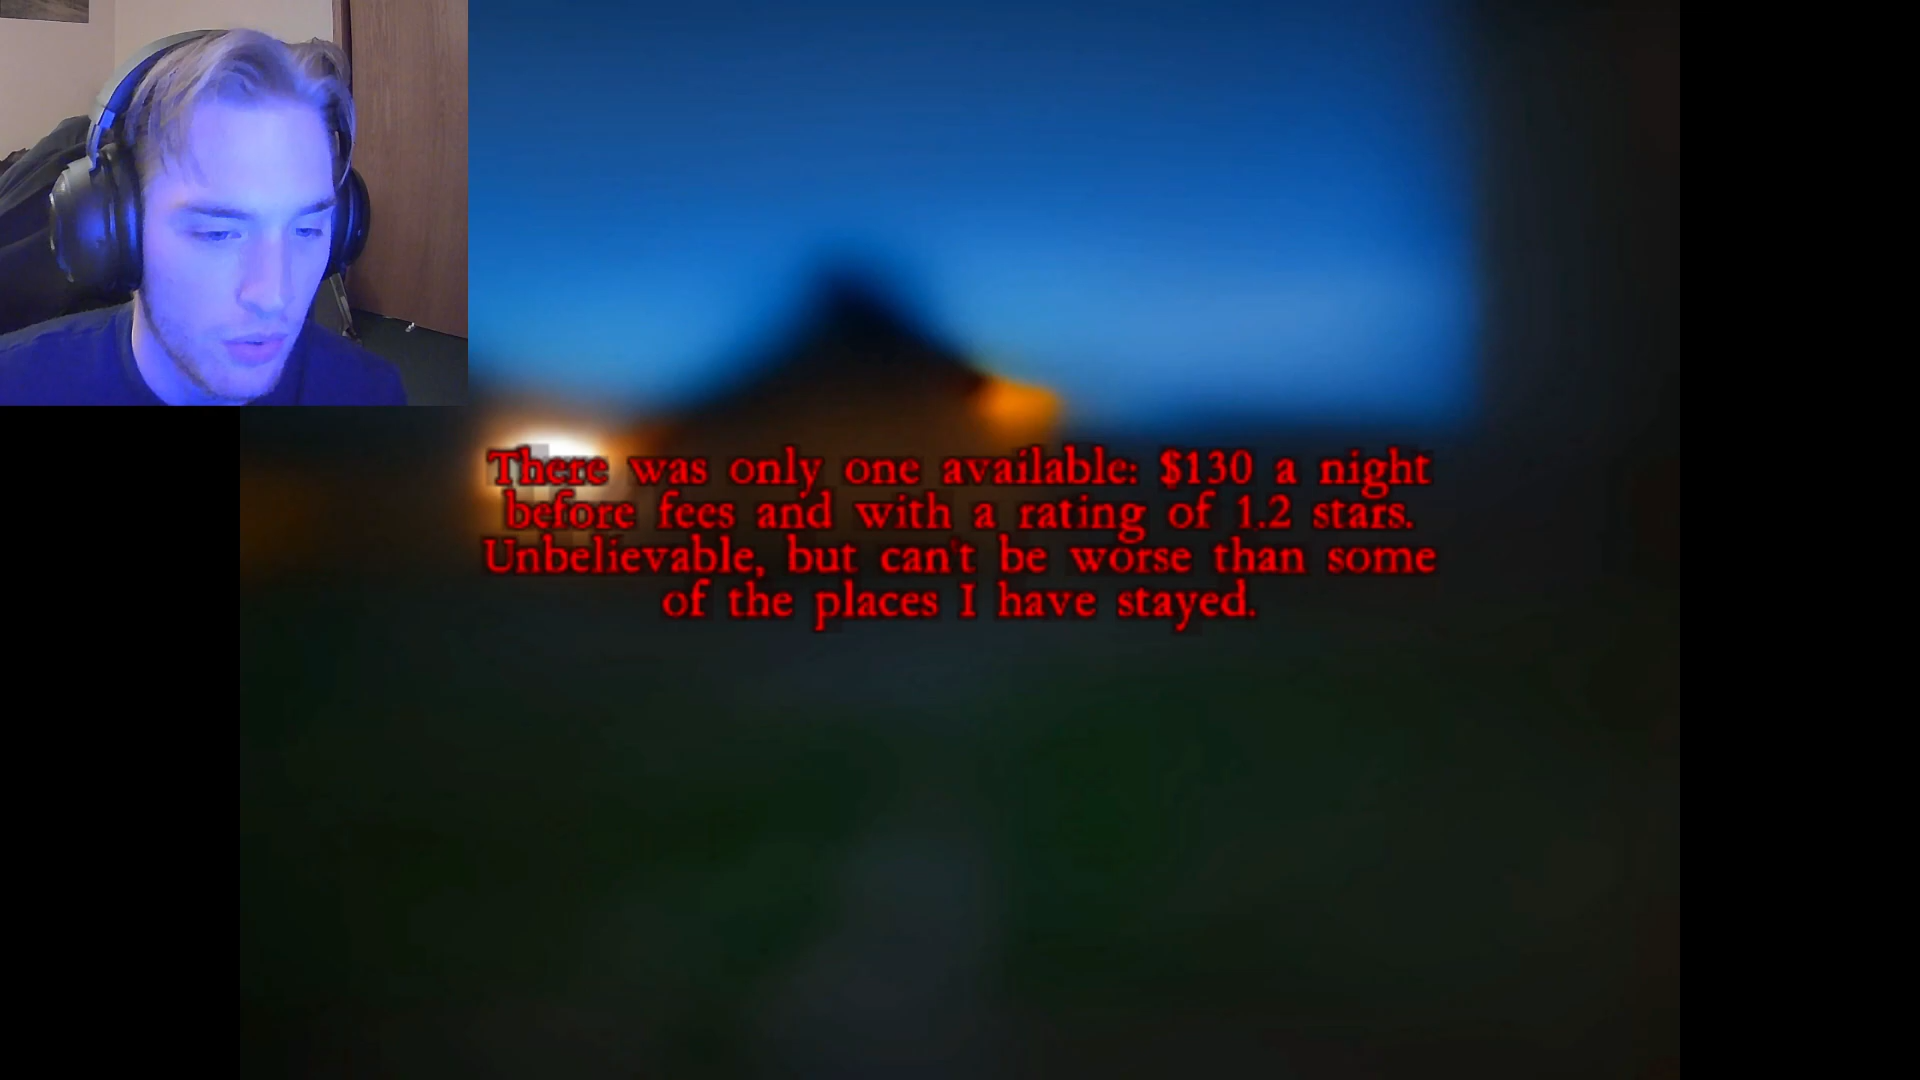 There was only one available: $130 a night
before fees and with a rating of 1.2 stars.
Unbelievable, but can't be worse than some
of the places I have stayed.